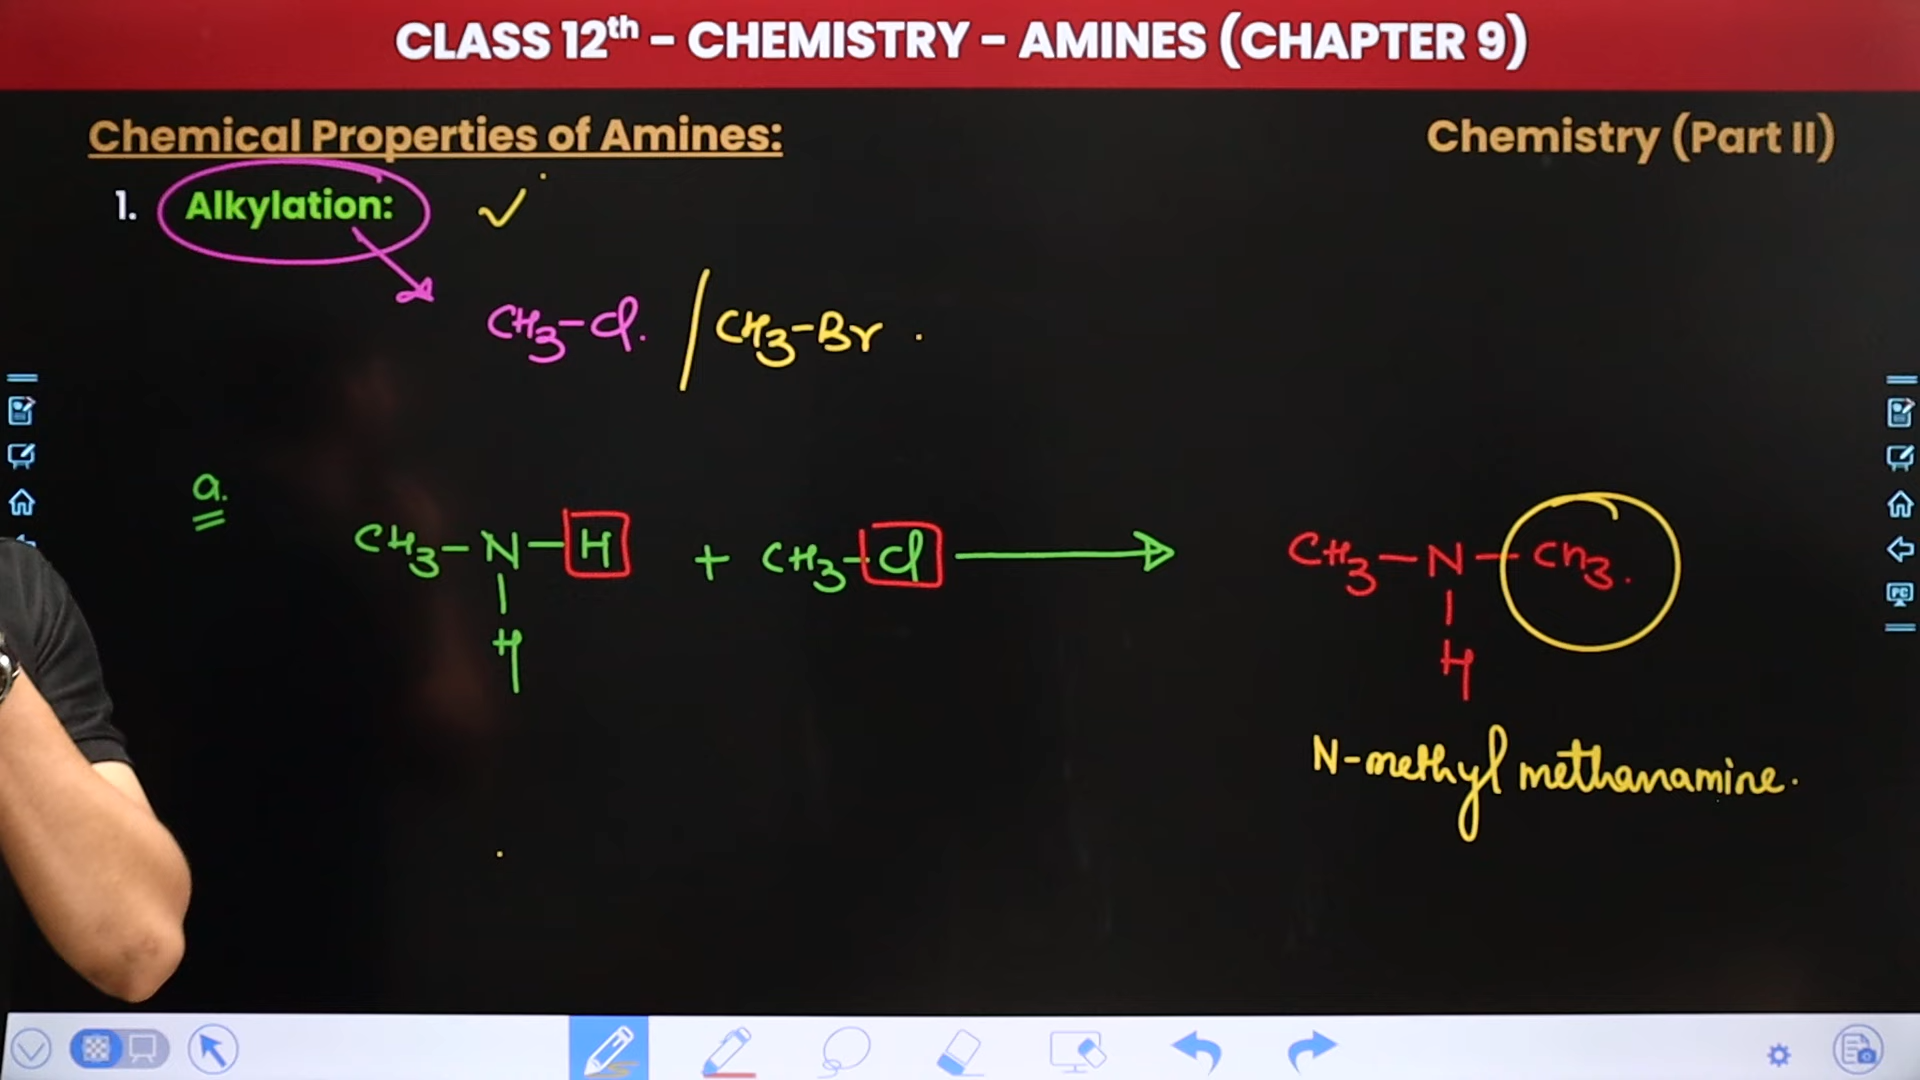 CLASS 12th - CHEMISTRY - AMINES (CHAPTER 9)
Chemical Properties of Amines:
Chemistry (Part II)
1. Alkylation: ✓
CH3-Cl. / CH3-Br.
a.
CH3-N-H + CH3-Cl → CH3-N-CH3.
H H
N-methyl methanamine.
PC